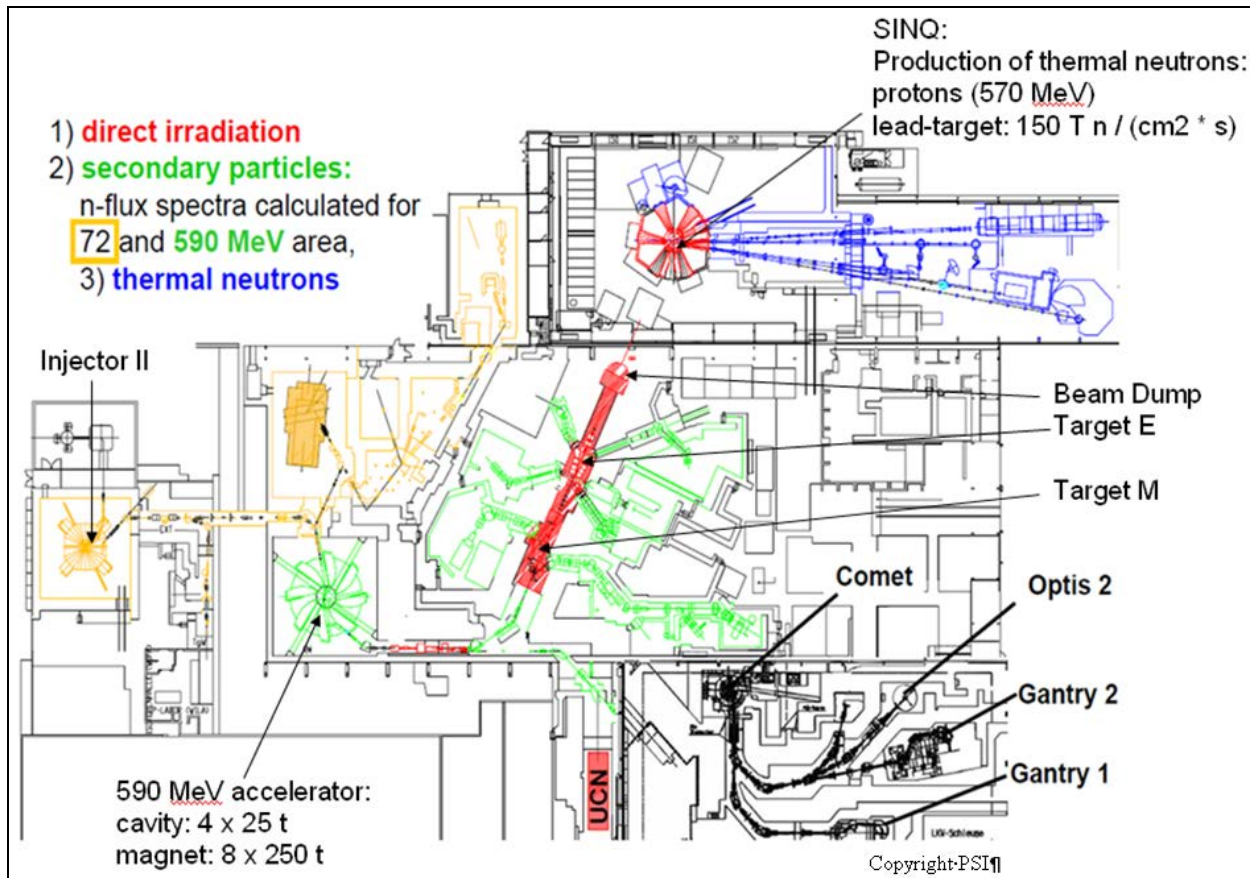 SINQ:
Production of thermal neutrons:
protons (570 MeV)
lead-target: 150 T n / (cm2 * s)
1) direct irradiation
2) secondary particles:
n-flux spectra calculated for
72 and 590 MeV area,
3) thermal neutrons
Injector II
Beam Dump
Target E
Target M
Comet
Optis 2
Gantry 2
Gantry 1
EXT
UCN
590 MeV accelerator:
cavity: 4 x 25 t
magnet: 8 x 250 t
Copyright·PSI¶